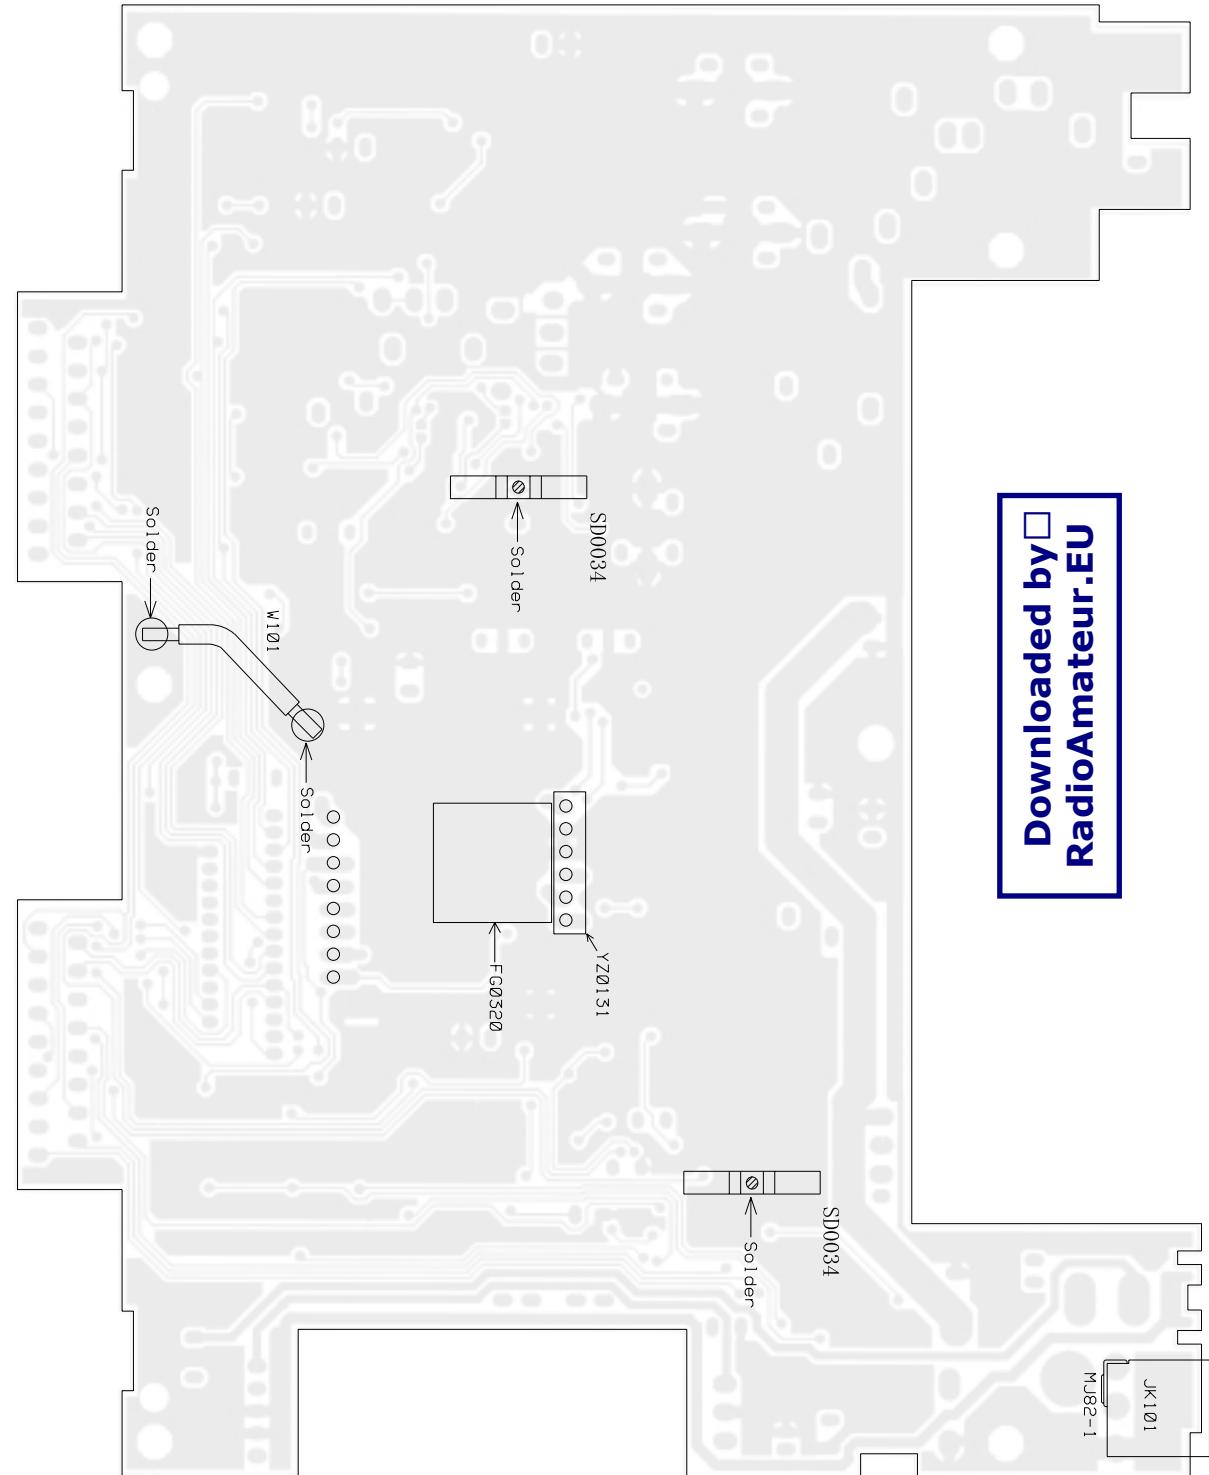 Downloaded by□
RadioAmateur.EU
Solder
SD0034
Solder
W101
Solder
YZ0131
FG0320
SD0034
Solder
JK101
MJ82-1